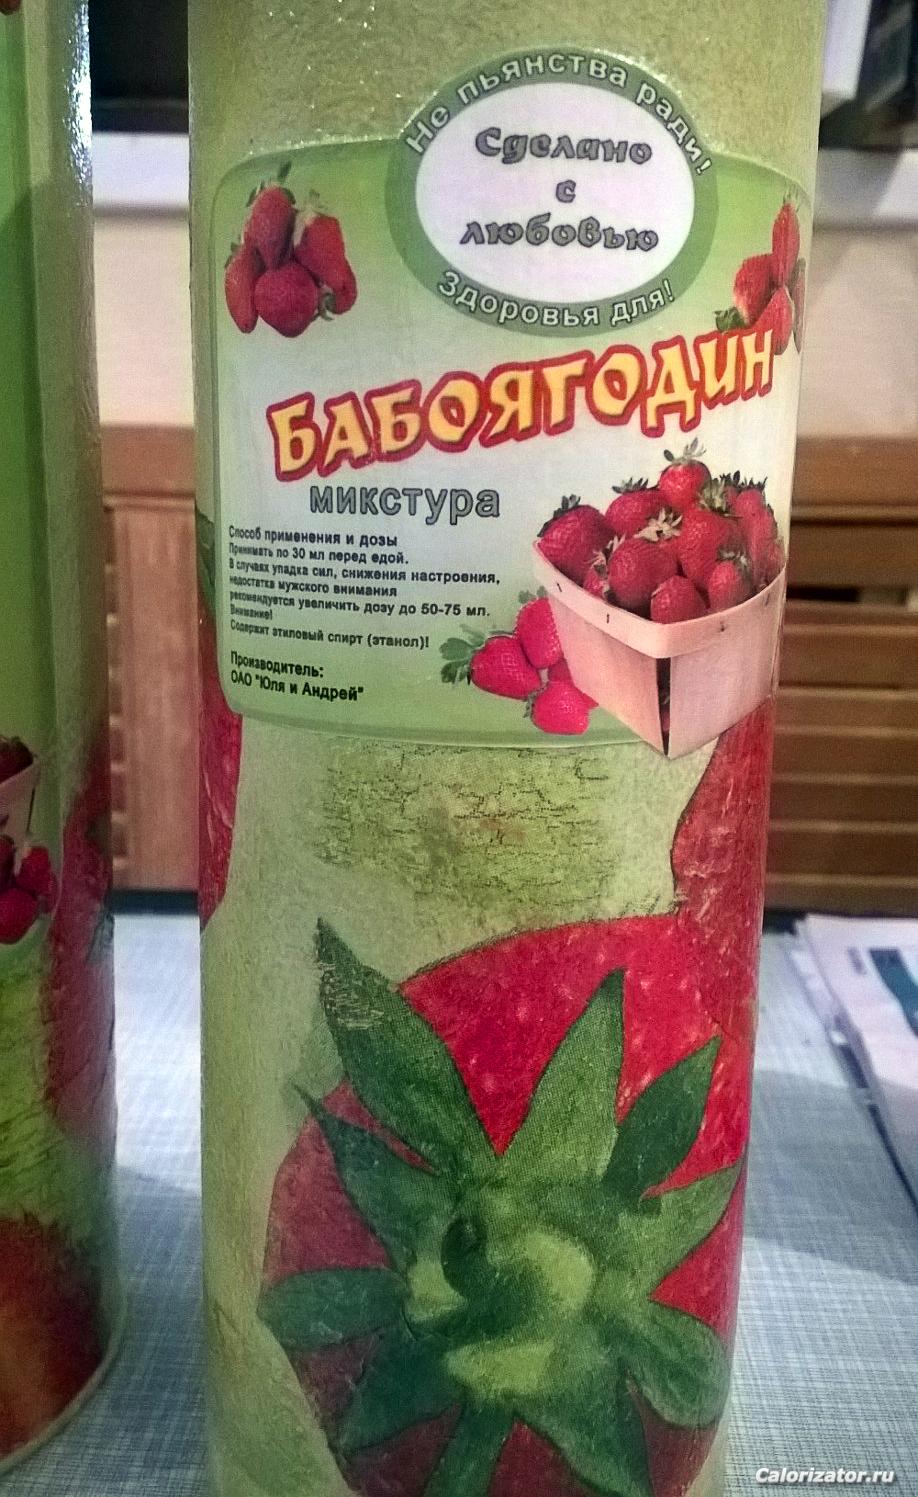 Не пьянства ради!
Сделано
с
любовью
Здоровья для!
БАБОЯГОДИН
микстура
Способ применения и дозы
Принимать по 30 мл перед едой.
В случаях упадка сил, снижения настроения,
недостатка мужского внимания
рекомендуется увеличить дозу до 50-75 мл.
Внимание!
Содержит этиловый спирт (этанол)!
Производитель:
ОАО "Юля и Андрей"
Calorizator.ru